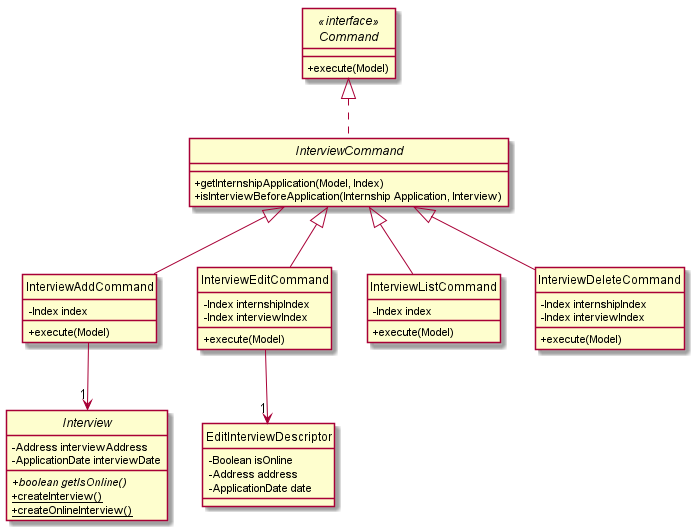 «interface»
Command
+execute(Model)
InterviewCommand
+getInternshipApplication(Model, Index)
+isInterviewBeforeApplication(Internship Application, Interview)
InterviewAddCommand
-Index index
+execute(Model)
InterviewEditCommand
-Index internshipIndex
-Index interviewIndex
+execute(Model)
InterviewListCommand
-Index index
+execute(Model)
InterviewDeleteCommand
-Index internshipIndex
-Index interviewIndex
+execute(Model)
1
1
Interview
-Address interviewAddress
-ApplicationDate interviewDate
+boolean getIsOnline()
+createInterview()
+createOnlineInterview()
EditInterviewDescriptor
-Boolean isOnline
-Address address
-ApplicationDate date